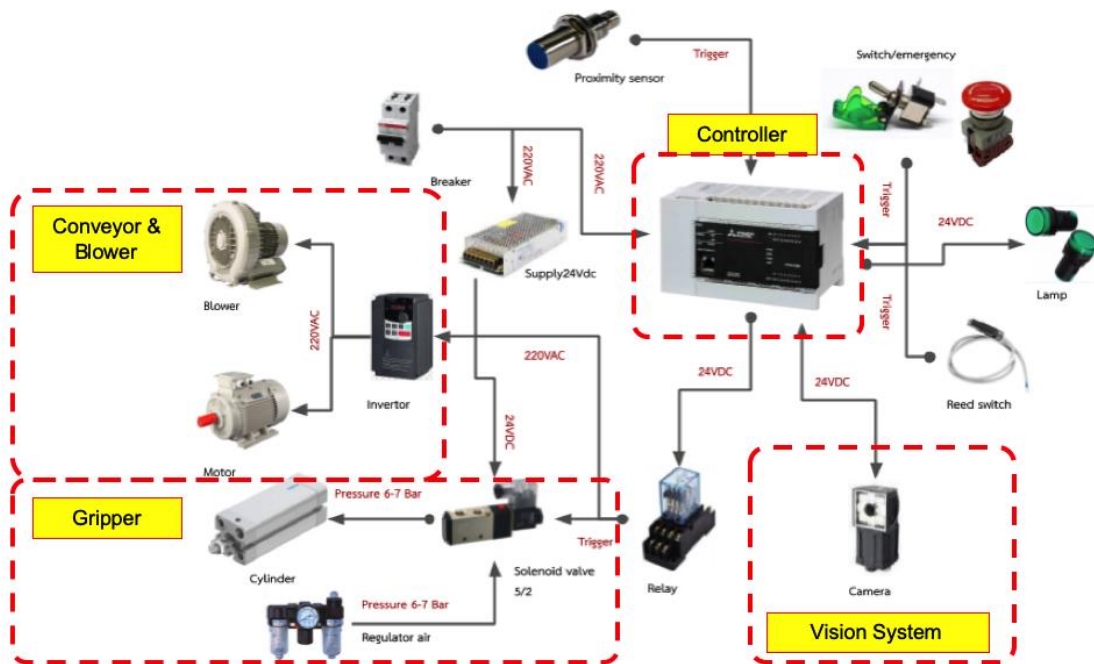 Proximity sensor
Trigger
Switch/emergency
Controller
Breaker
220VAC
220VAC
Conveyor &
Blower
Trigger
24VDC
Supply24Vdc
Blower
Lamp
220VAC
Trigger
220VAC
Invertor
24VDC
24VDC
Reed switch
24VDC
Motor
Gripper
Pressure 6-7 Bar
Trigger
Cylinder
Solenoid valve
5/2
Relay
Camera
Pressure 6-7 Bar
Regulator air
Vision System